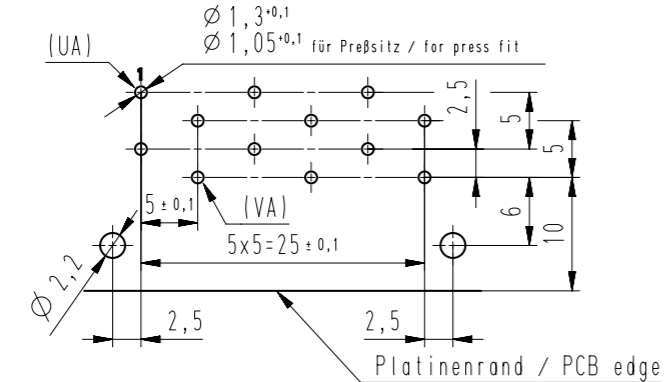 Ø 1,3+0,1
(UA) Ø 1,05+0,1 für Preßsitz / for press fit
1
2,5
5
5
5 ± 0,1
(VA)
6
5x5=25 ± 0,1
10
Ø 2,2
2,5 2,5
Platinenrand / PCB edge